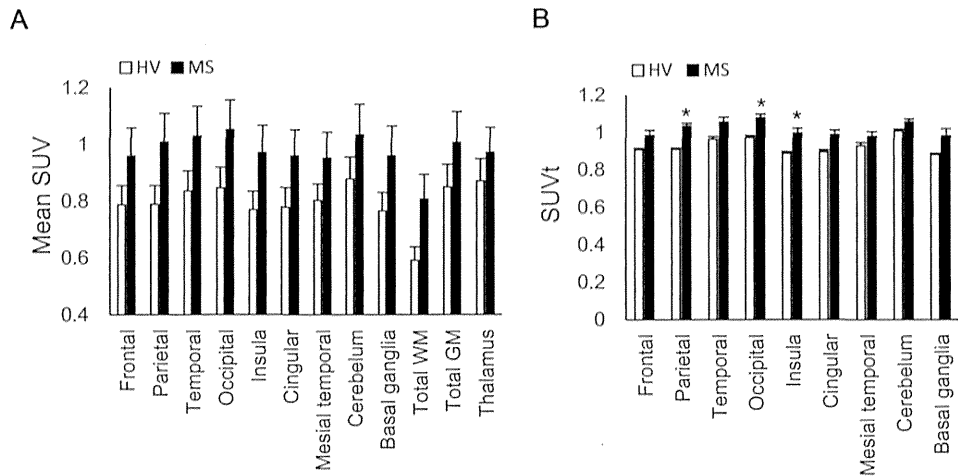 A
HV MS
Mean SUV
1.2
1
0.8
0.6
0.4
Frontal
Parietal
Temporal
Occipital
Insula
Cingular
Mesial temporal
Cerebelum
Basal ganglia
Total WM
Total GM
Thalamus
B
HV MS
SUVt
1.2
1
0.8
0.6
0.4
0.2
0
* * *
Frontal
Parietal
Temporal
Occipital
Insula
Cingular
Mesial temporal
Cerebelum
Basal ganglia